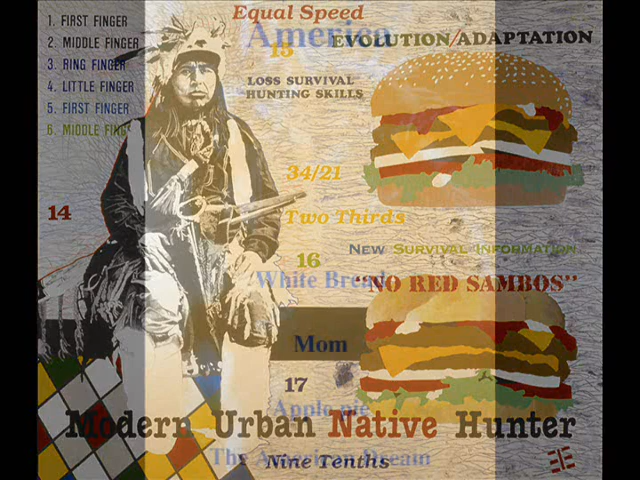 Equal Speed
1. FIRST FINGER
America
2. MIDDLE FINGER
EVOLUTION/ADAPTATION
13
3. RING FINGER
4. LITTLE FINGER
LOSS SURVIVAL
HUNTING SKILLS
5. FIRST FINGER
6. MIDDLE FING
34/21
14
Two Thirds
New Survival Information
16
White Bread
"NO RED SAMBOS"
Mom
17
Apple pie
Modern Urban Native Hunter
The American Dream
Nine Tenths